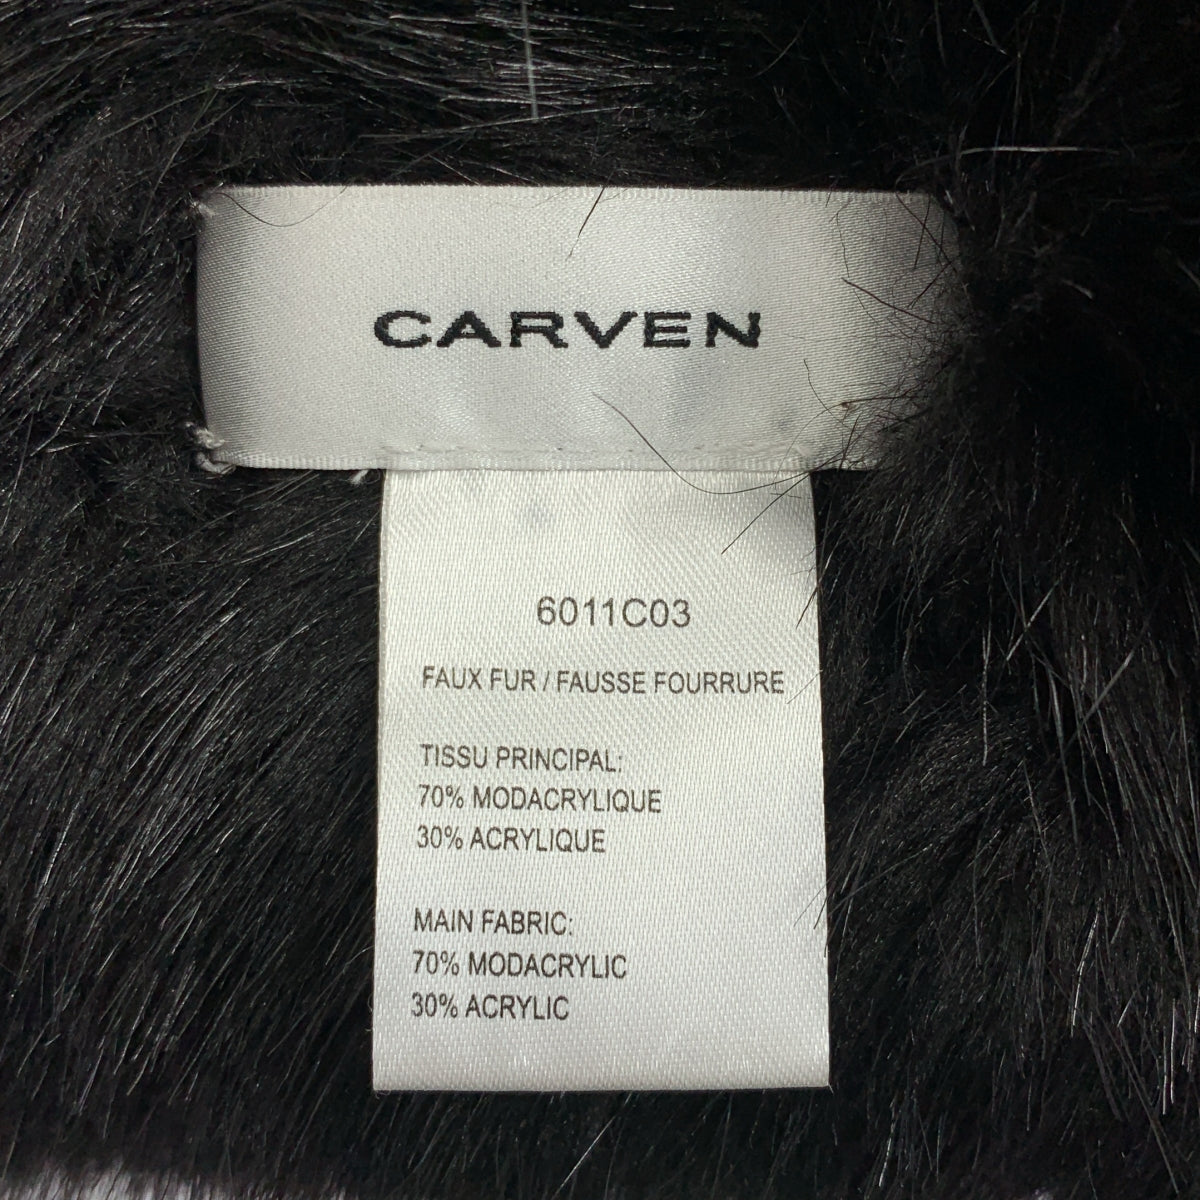 CARVEN
6011C03
FAUX FUR / FAUSSE FOURRURE
TISSU PRINCIPAL:
70% MODACRYLIQUE
30% ACRYLIQUE
MAIN FABRIC:
70% MODACRYLIC
30% ACRYLIC